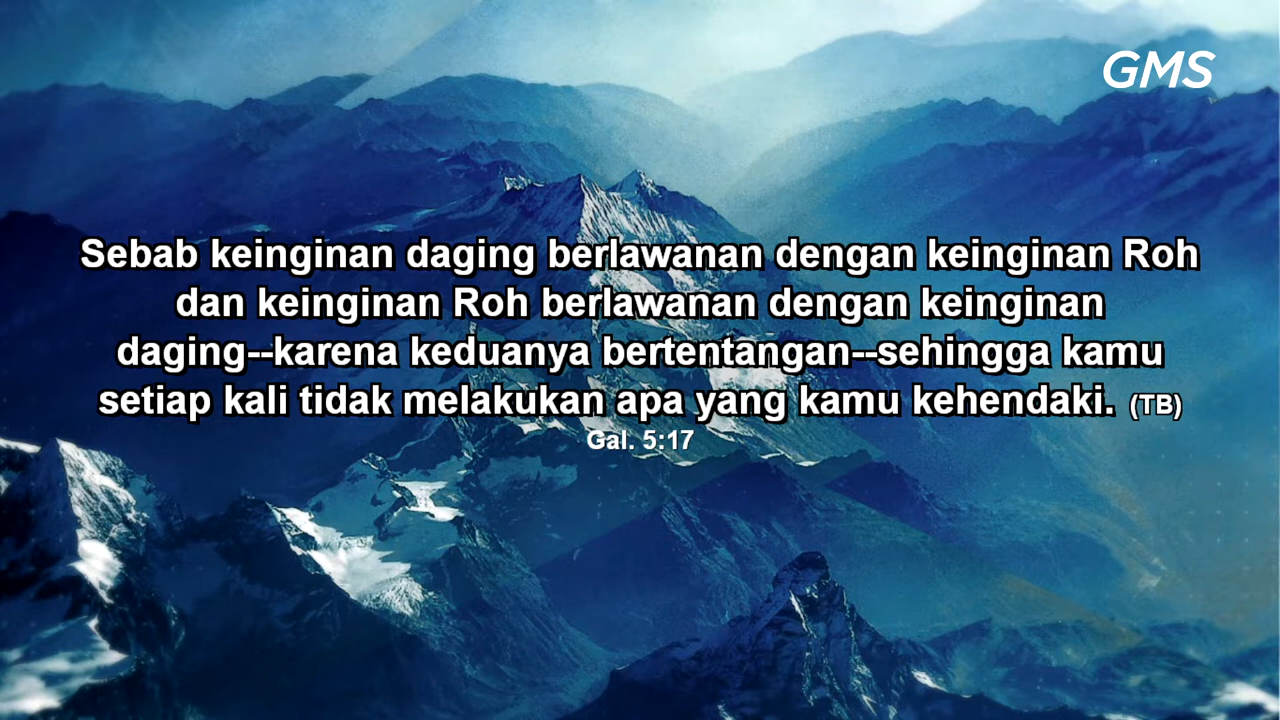 GMS
Sebab keinginan daging berlawanan dengan keinginan Roh
dan keinginan Roh berlawanan dengan keinginan
daging--karena keduanya bertentangan--sehingga kamu
setiap kali tidak melakukan apa yang kamu kehendaki. (TB)
Gal. 5:17